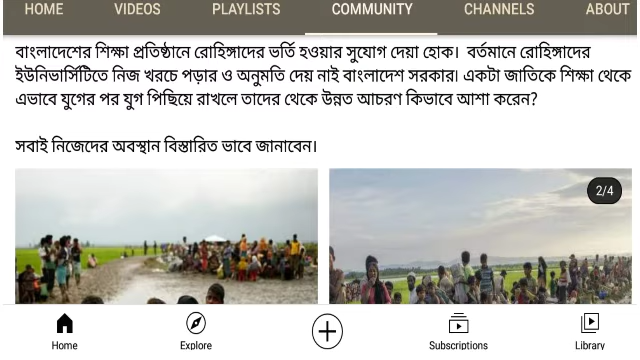 HOME VIDEOS PLAYLISTS COMMUNITY CHANNELS ABOUT
বাংলাদেশের শিক্ষা প্রতিষ্ঠানে রোহিঙ্গাদের ভর্তি হওয়ার সুযোগ দেয়া হোক। বর্তমানে রোহিঙ্গাদের
ইউনিভার্সিটিতে নিজ খরচে পড়ার ও অনুমতি দেয় নাই বাংলাদেশ সরকার। একটা জাতিকে শিক্ষা থেকে
এভাবে যুগের পর যুগ পিছিয়ে রাখলে তাদের থেকে উন্নত আচরণ কিভাবে আশা করেন?
সবাই নিজেদের অবস্থান বিস্তারিত ভাবে জানাবেন।
2/4
Home Explore Subscriptions Library